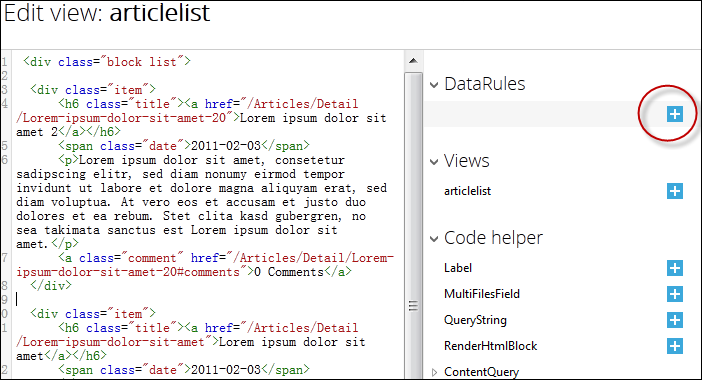 Edit view: articlelist
1 <div class="block list">
2
3 <div class="item">
4 <h6 class="title"><a href="/Articles/Detail
/Lorem-ipsum-dolor-sit-amet-20">Lorem ipsum dolor sit
amet 2</a></h6>
5 <span class="date">2011-02-03</span>
6 <p>Lorem ipsum dolor sit amet, consetetur
sadipscing elitr, sed diam nonumy eirmod tempor
invidunt ut labore et dolore magna aliquyam erat, sed
diam voluptua. At vero eos et accusam et justo duo
dolores et ea rebum. Stet clita kasd gubergren, no
sea takimata sanctus est Lorem ipsum dolor sit
amet.</p>
7 <a class="comment" href="/Articles/Detail/Lorem-
ipsum-dolor-sit-amet-20#comments">0 Comments</a>
8 </div>
9
0 <div class="item">
1 <h6 class="title"><a href="/Articles/Detail
/Lorem-ipsum-dolor-sit-amet">Lorem ipsum dolor sit
amet</a></h6>
2 <span class="date">2011-02-03</span>
DataRules
Views
articlelist
Code helper
Label
MultiFilesField
QueryString
RenderHtmlBlock
ContentQuery